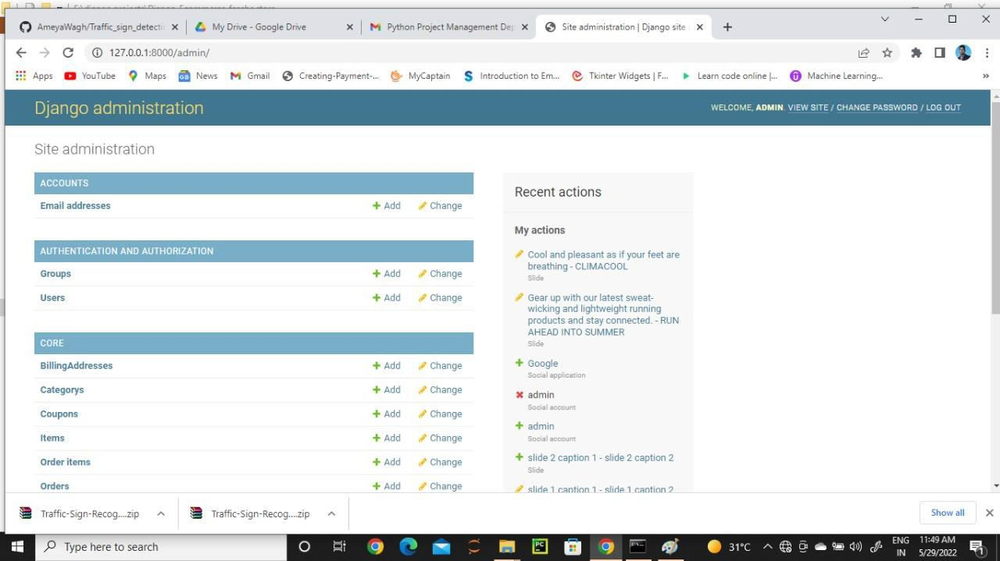 AmeyaWagh/Traffic_sign_detecti
My Drive - Google Drive
Python Project Management Dep
Site administration | Django site
127.0.0.1:8000/admin/
Apps
YouTube
Maps
News
Gmail
Creating-Payment-...
MyCaptain
Introduction to Em...
Tkinter Widgets | F...
Learn code online |...
Machine Learning...
»
Django administration
WELCOME, ADMIN. VIEW SITE / CHANGE PASSWORD / LOG OUT
Site administration
ACCOUNTS
Email addresses Add Change
AUTHENTICATION AND AUTHORIZATION
Groups Add Change
Users Add Change
CORE
BillingAddresses Add Change
Categorys Add Change
Coupons Add Change
Items Add Change
Order items Add Change
Orders Add Change
Recent actions
My actions
Cool and pleasant as if your feet are
breathing - CLIMACOOL
Slide
Gear up with our latest sweat-
wicking and lightweight running
products and stay connected. - RUN
AHEAD INTO SUMMER
Slide
Google
Social application
admin
Social account
admin
Social account
slide 2 caption 1 - slide 2 caption 2
Slide
slide 1 caption 1 - slide 1 caption 2
Traffic-Sign-Recog....zip
Traffic-Sign-Recog....zip
Show all
Type here to search
31°C
ENG
IN
11:49 AM
5/29/2022
1